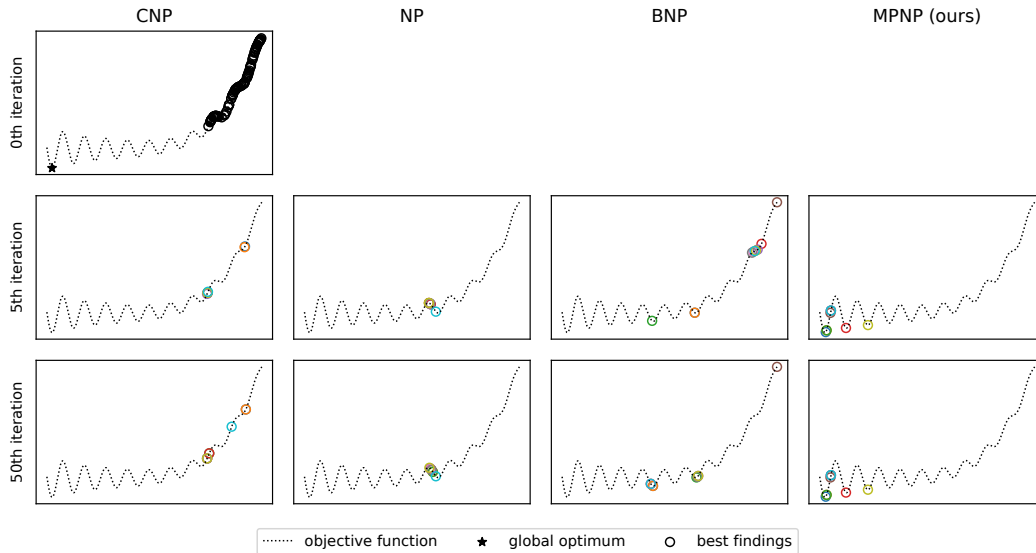 CNP NP BNP MPNP (ours)
0th iteration
5th iteration
50th iteration
objective function global optimum best findings